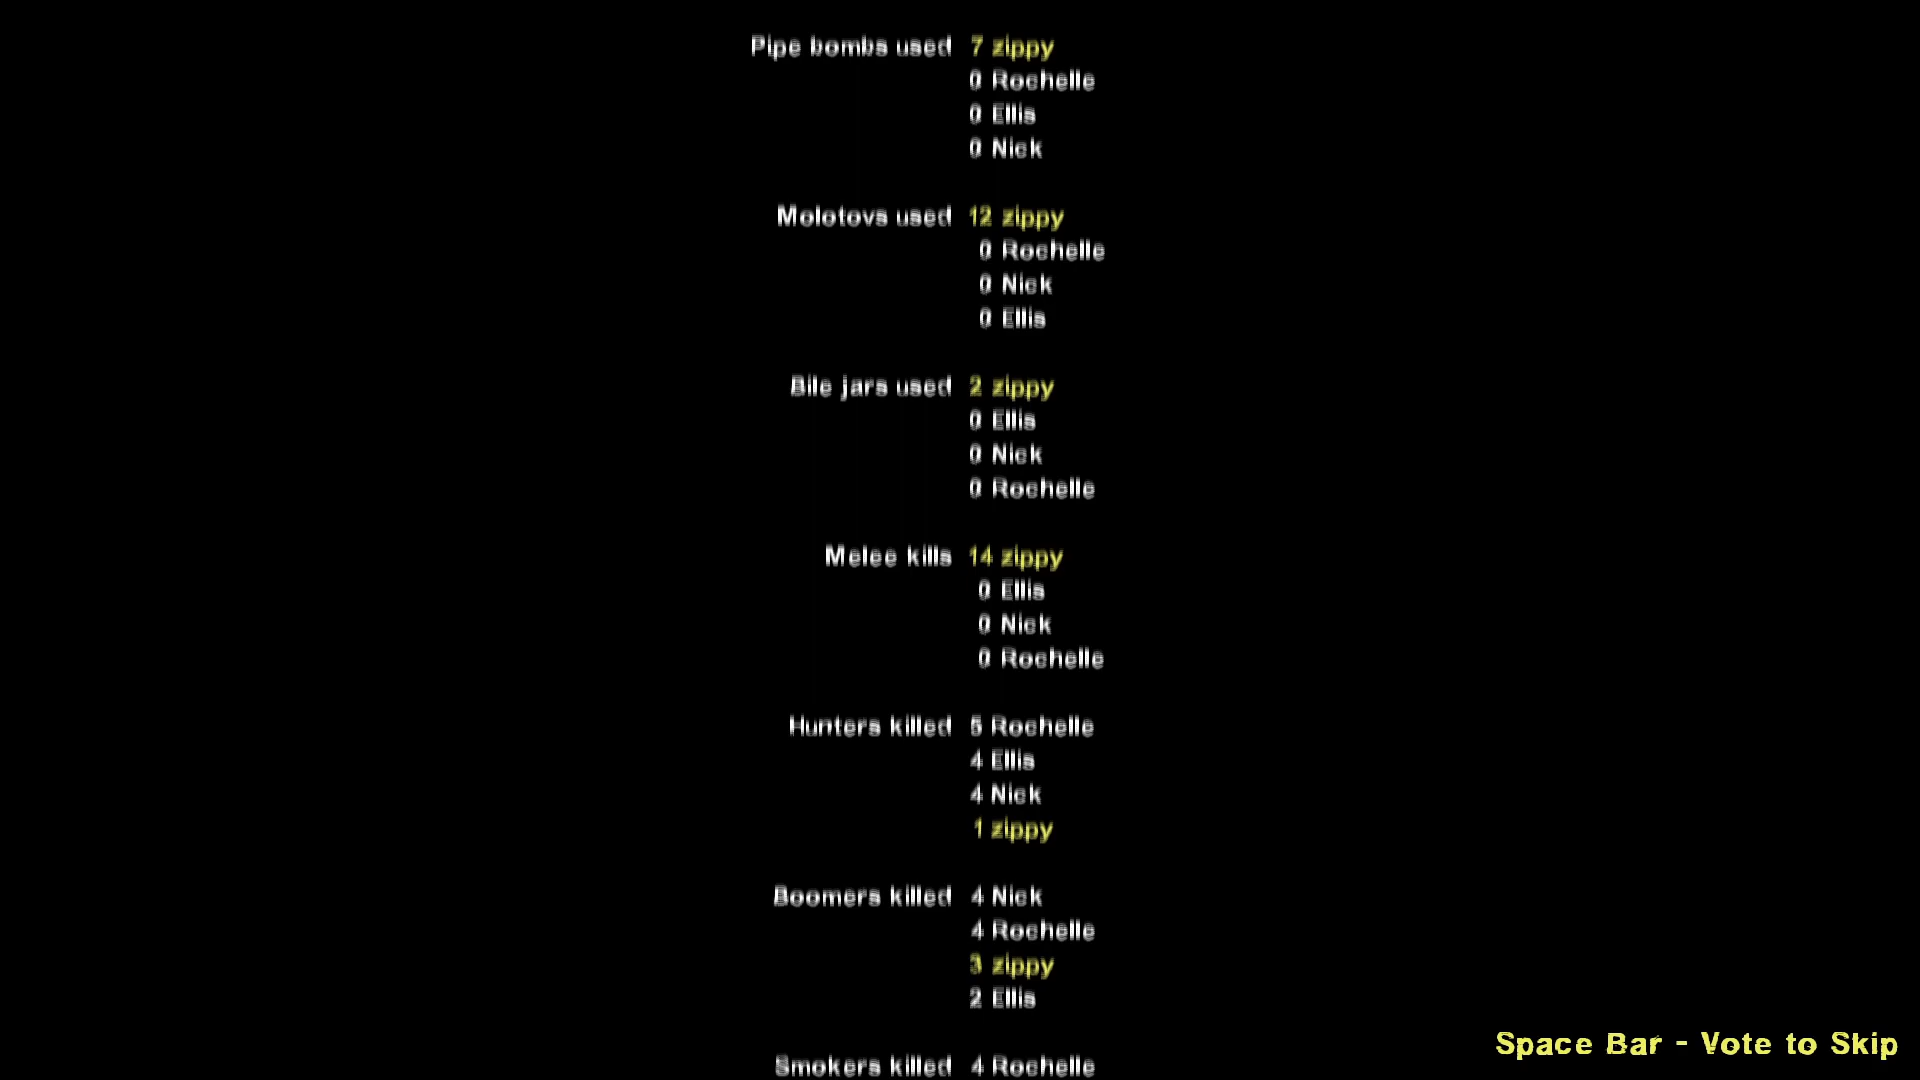 Pipe bombs used 7 zippy
0 Rochelle
0 Ellis
0 Nick
Molotovs used 12 zippy
0 Rochelle
0 Nick
0 Ellis
Bile jars used 2 zippy
0 Ellis
0 Nick
0 Rochelle
Melee kills 14 zippy
0 Ellis
0 Nick
0 Rochelle
Hunters killed 5 Rochelle
4 Ellis
4 Nick
1 zippy
Boomers killed 4 Nick
4 Rochelle
3 zippy
2 Ellis
Space Bar - Vote to Skip
Smokers killed 4 Rochelle